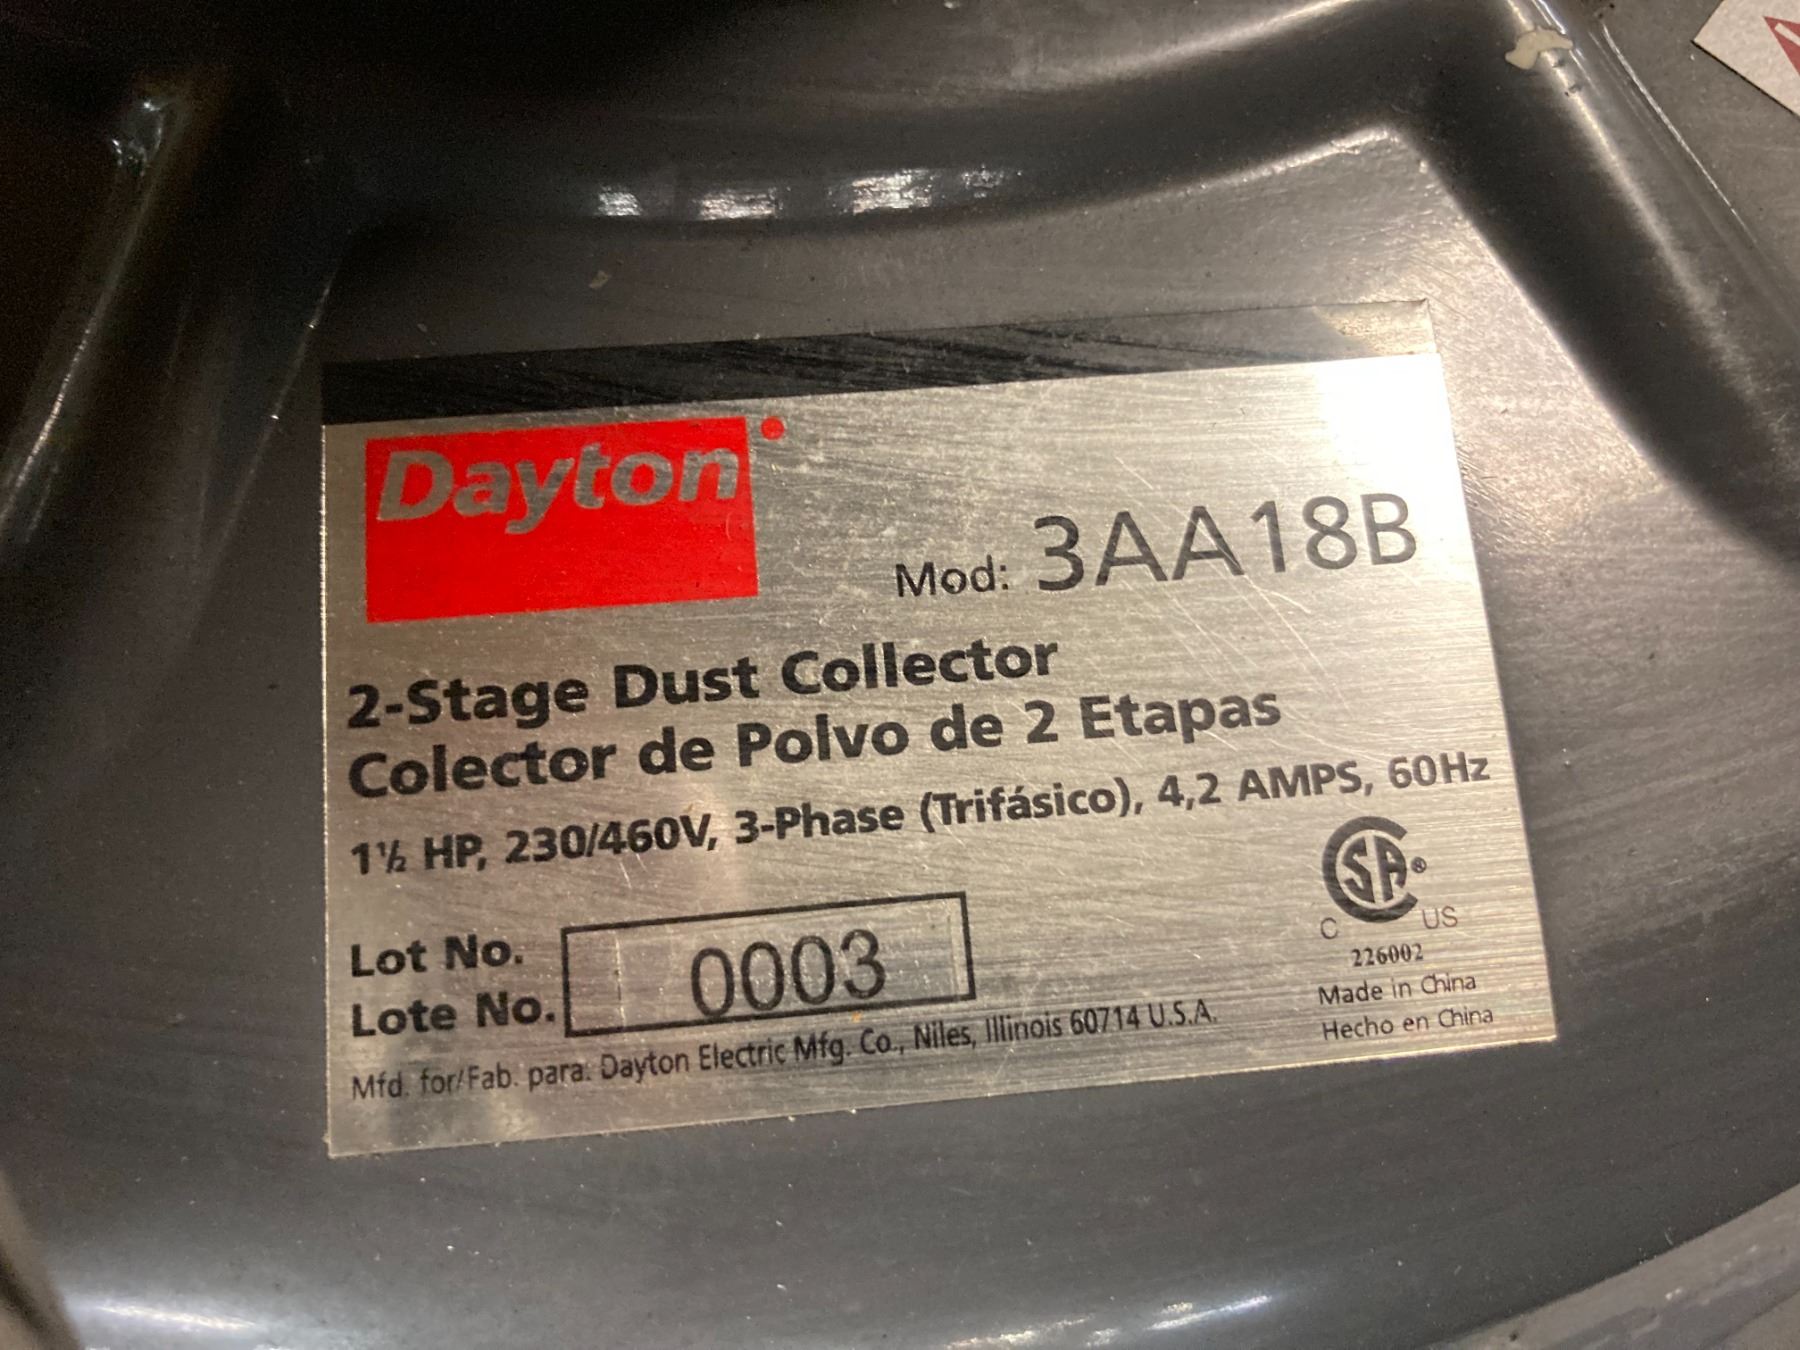 Dayton
Mod: 3AA18B
2-Stage Dust Collector
Colector de Polvo de 2 Etapas
1½ HP, 230/460V, 3-Phase (Trifásico), 4,2 AMPS, 60Hz
Lot No.
Lote No.
0003
SA®
C US
226002
Made in China
Hecho en China
Mfd. for/Fab. para: Dayton Electric Mfg. Co., Niles, Illinois 60714 U.S.A.